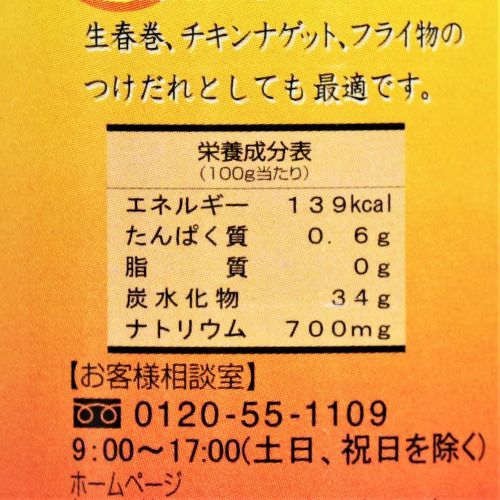 生春巻、チキンナゲット、フライ物の
つけだれとしても最適です。
栄養成分表
(100g当たり)
エネルギー 139kcal
たんぱく質 0.6g
脂質 0g
炭水化物 34g
ナトリウム 700mg
【お客様相談室】
0120-55-1109
9:00～17:00(土日、祝日を除く)
ホームページ